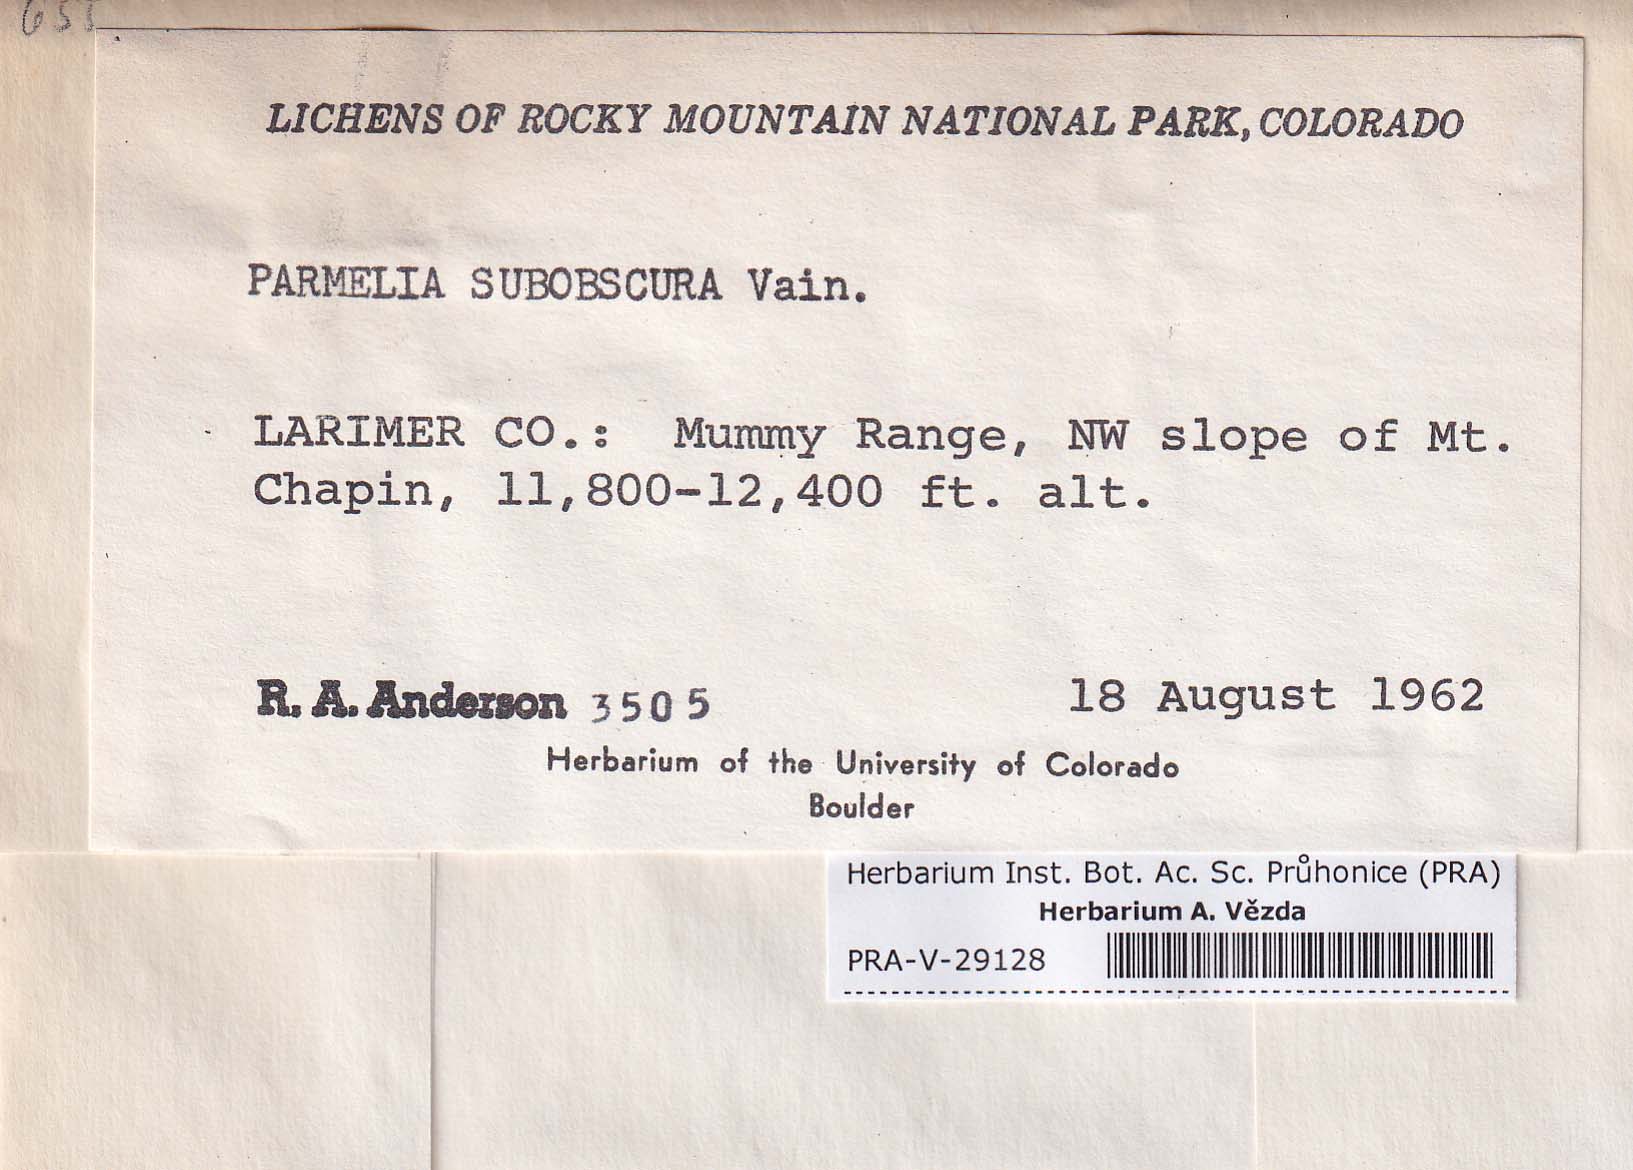 LICHENS OF ROCKY MOUNTAIN NATIONAL PARK, COLORADO
PARMELIA SUBOBSCURA Vain.
LARIMER CO.: Mummy Range, NW slope of Mt.
Chapin, 11,800-12,400 ft. alt.
R. A. Anderson 3505 18 August 1962
Herbarium of the University of Colorado
Boulder
Herbarium Inst. Bot. Ac. Sc. Průhonice (PRA)
Herbarium A. Vězda
PRA-V-29128